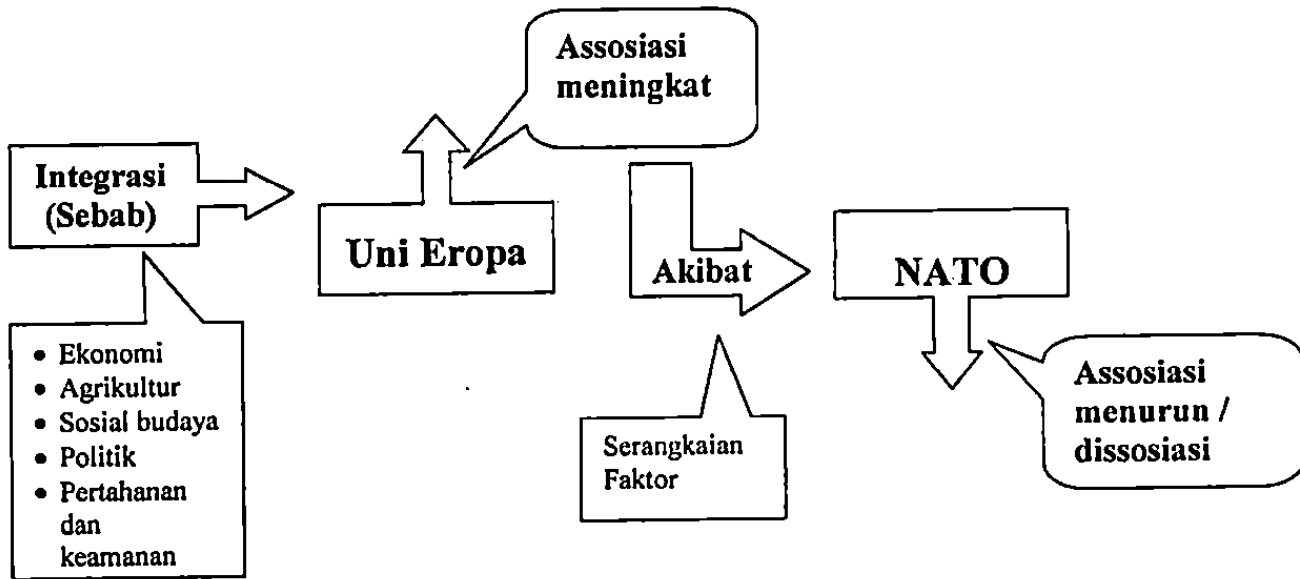 Assosiasi
meningkat
Integrasi
(Sebab)
Uni Eropa
Akibat
NATO
• Ekonomi
• Agrikultur
• Sosial budaya
• Politik
• Pertahanan
dan
keamanan
Serangkaian
Faktor
Assosiasi
menurun /
dissosiasi